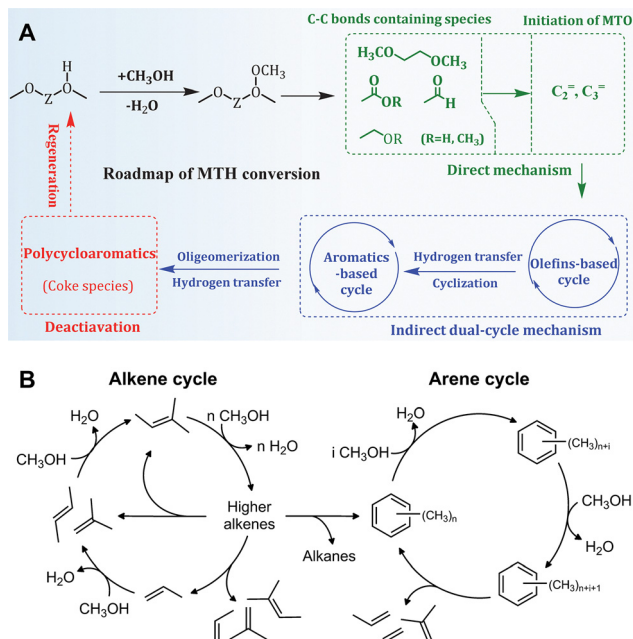 A
C-C bonds containing species
Initiation of MTO
H₃CO
OCH₃
O
OR
O
H
OR
(R=H, CH₃)
C₂⁼, C₃⁼
H
O
Z
O
+CH₃OH
-H₂O
OCH₃
O
Z
O
Direct mechanism
Regeneration
Roadmap of MTH conversion
Polycycloaromatics
(Coke species)
Deactiavation
Oligeomerization
Hydrogen transfer
Aromatics
-based
cycle
Hydrogen transfer
Cyclization
Olefins-based
cycle
Indirect dual-cycle mechanism
B
Alkene cycle
Arene cycle
H₂O
CH₃OH
n CH₃OH
n H₂O
Higher
alkenes
Alkanes
H₂O
CH₃OH
H₂O
i CH₃OH
(CH₃)n+i
(CH₃)n
CH₃OH
H₂O
(CH₃)n+i+1